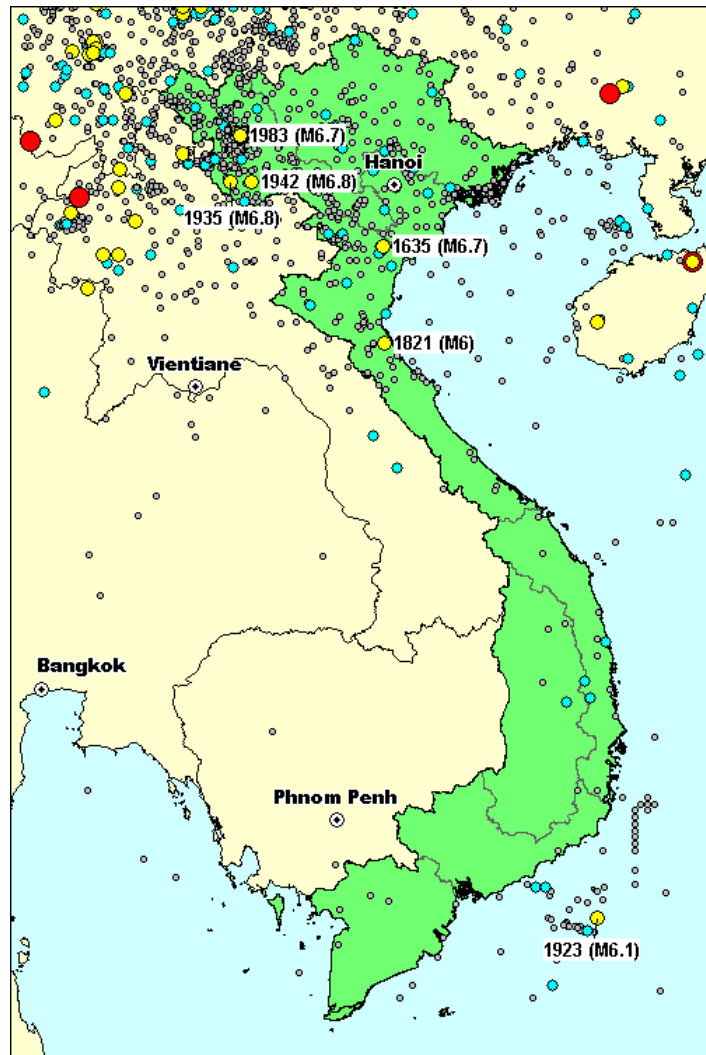 1983 (M6.7)
Hanoi
1942 (M6.8)
1935 (M6.8)
1635 (M6.7)
1821 (M6)
Vientiane
Bangkok
Phnom Penh
1923 (M6.1)